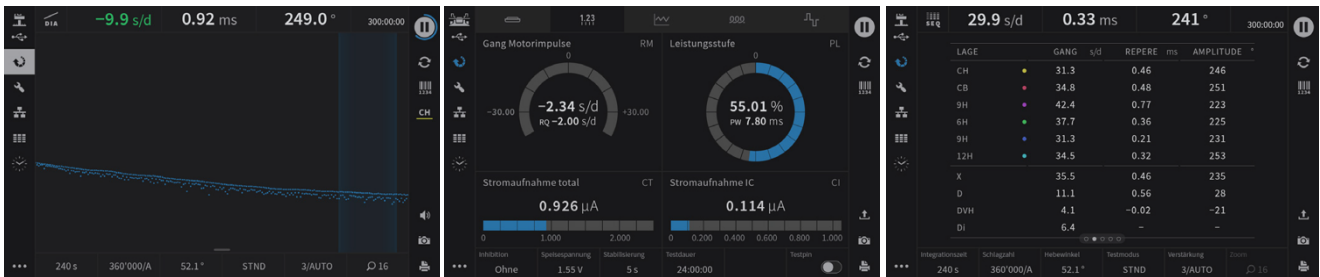 DIA −9.9 s/d 0.92 ms 249.0 ° 300:00:00
1234
CH
240 s 360'000/A 52.1 ° STND 3/AUTO 16
1.23
Gang Motorimpulse RM
0
−30.00 +30.00
−2.34 s/d
RQ −2.00 s/d
Leistungsstufe PL
0
55.01 %
PW 7.80 ms
Stromaufnahme total CT
0.926 µA
0 1.000 2.000
Stromaufnahme IC CI
0.114 µA
0 0.200 0.400 0.600 0.800 1.000
Inhibition Speisespannung Stabilisierung Testdauer Testpin
Ohne 1.55 V 5 s 24:00:00
1234
SEQ 29.9 s/d 0.33 ms 241 ° 300:00:00
LAGE GANG s/d REPERE ms AMPLITUDE °
CH 31.3 0.46 246
CB 34.8 0.48 251
9H 42.4 0.77 223
6H 37.7 0.36 225
9H 31.3 0.21 231
12H 34.5 0.32 253
X 35.5 0.46 235
D 11.1 0.56 28
DVH 4.1 −0.02 −21
Di 6.4 – –
1234
Integrationszeit Schlagzahl Hebewinkel Testmodus Verstärkung Zoom
240 s 360'000/A 52.1 ° STND 3/AUTO 16